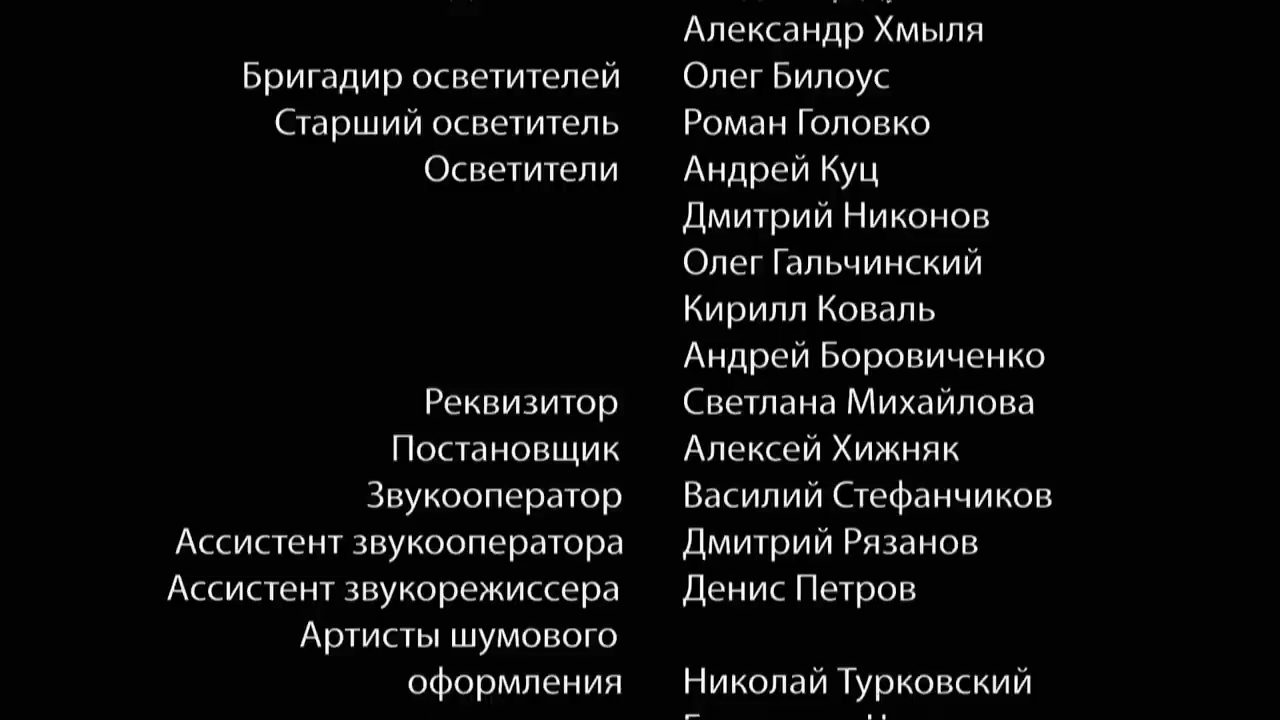 Александр Хмыля
Бригадир осветителей Олег Билоус
Старший осветитель Роман Головко
Осветители Андрей Куц
Дмитрий Никонов
Олег Гальчинский
Кирилл Коваль
Андрей Боровиченко
Реквизитор Светлана Михайлова
Постановщик Алексей Хижняк
Звукооператор Василий Стефанчиков
Ассистент звукооператора Дмитрий Рязанов
Ассистент звукорежиссера Денис Петров
Артисты шумового
оформления Николай Турковский